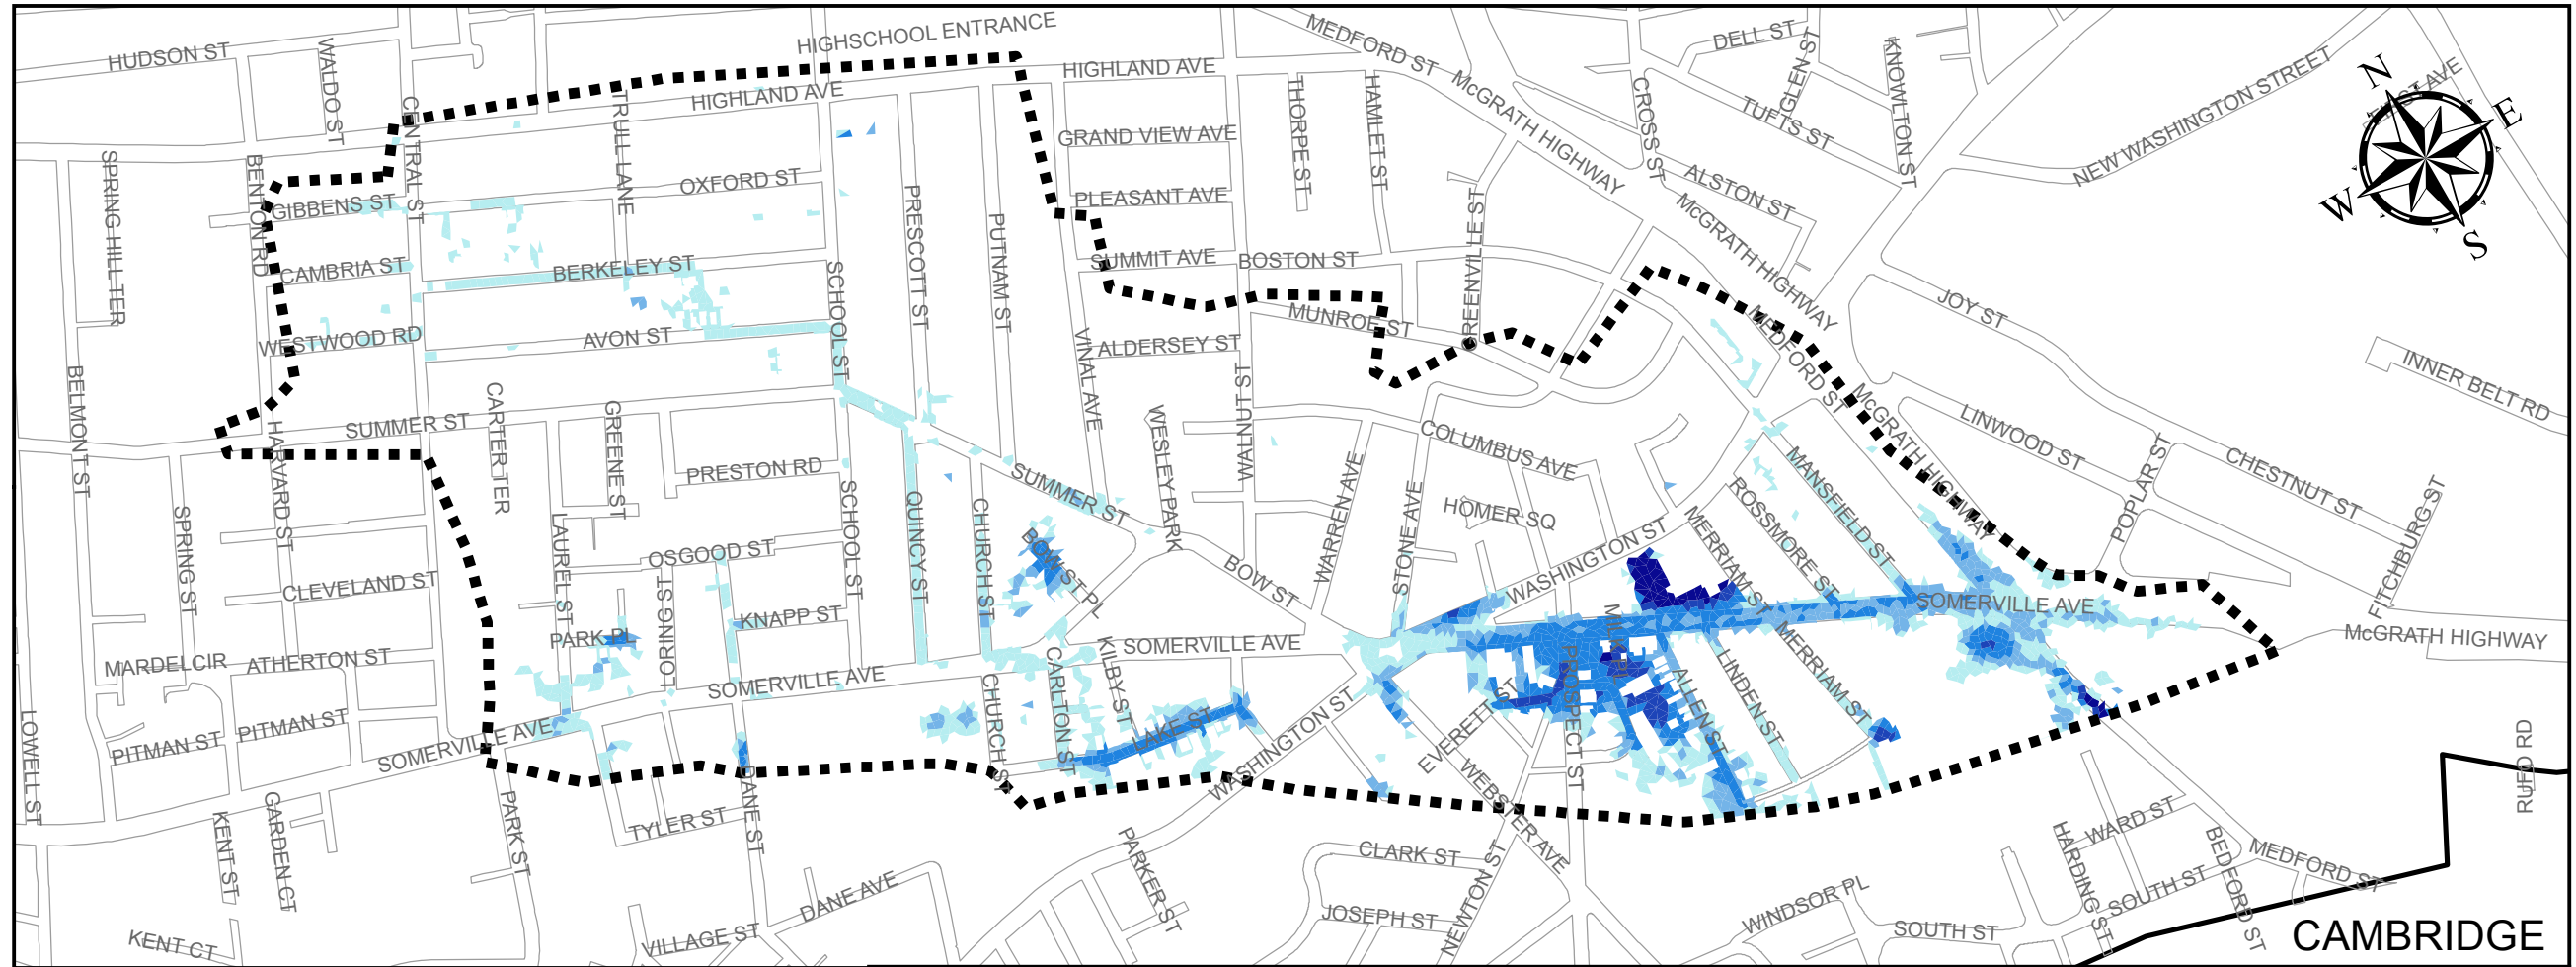 HIGHSCHOOL ENTRANCE
MEDFORD ST
DELL ST
GLEN ST
KNOWLTON ST
NEW WASHINGTON STREET
N
E
W
S
HUDSON ST
WALDO ST
CENTRAL ST
TRULL LANE
HIGHLAND AVE
HIGHLAND AVE
THORPE ST
HAMLET ST
McGRATH HIGHWAY
CROSS ST
TUFTS ST
GRAND VIEW AVE
SPRING HILL TER
BENTON RD
GIBBENS ST
OXFORD ST
PRESCOTT ST
PUTNAM ST
PLEASANT AVE
ALSTON ST
McGRATH HIGHWAY
GREENVILLE ST
CAMBRIA ST
BERKELEY ST
SCHOOL ST
SUMMIT AVE
BOSTON ST
JOY ST
MUNROE ST
MEDFORD ST
WESTWOOD RD
AVON ST
VINAL AVE
ALDERSEY ST
INNER BELT RD
BELMONT ST
HARVARD ST
SUMMER ST
CARTER TER
GREENE ST
PRESTON RD
WESLEY PARK
WALNUT ST
COLUMBUS AVE
McGRATH HIGHWAY
LINWOOD ST
POPLAR ST
CHESTNUT ST
FITCHBURG ST
SPRING ST
LAUREL ST
SCHOOL ST
QUINCY ST
CHURCH ST
SUMMER ST
WARREN AVE
STONE AVE
HOMER SQ
MANSFIELD ST
ROSSMORE ST
MERRIAM ST
WASHINGTON ST
OSGOOD ST
BOW ST PL
BOW ST
CLEVELAND ST
LORING ST
KNAPP ST
PARK PL
SOMERVILLE AVE
McGRATH HIGHWAY
MARDELCIR
ATHERTON ST
SOMERVILLE AVE
SOMERVILLE AVE
CHURCH ST
CARLTON ST
KILBY ST
LAKE ST
WASHINGTON ST
EVERETT ST
PROSPECT ST
MILK PL
ALLEN ST
LINDEN ST
MERRIAM ST
LOWELL ST
PITMAN ST
PITMAN ST
SOMERVILLE AVE
WEBSTER AVE
RUFO RD
KENT ST
GARDEN CT
PARK ST
TYLER ST
DANE ST
PARKER ST
CLARK ST
NEWTON ST
WARD ST
HARDING ST
BEDFORD ST
MEDFORD ST
DANE AVE
JOSEPH ST
WINDSOR PL
SOUTH ST
SOUTH ST
KENT CT
VILLAGE ST
CAMBRIDGE